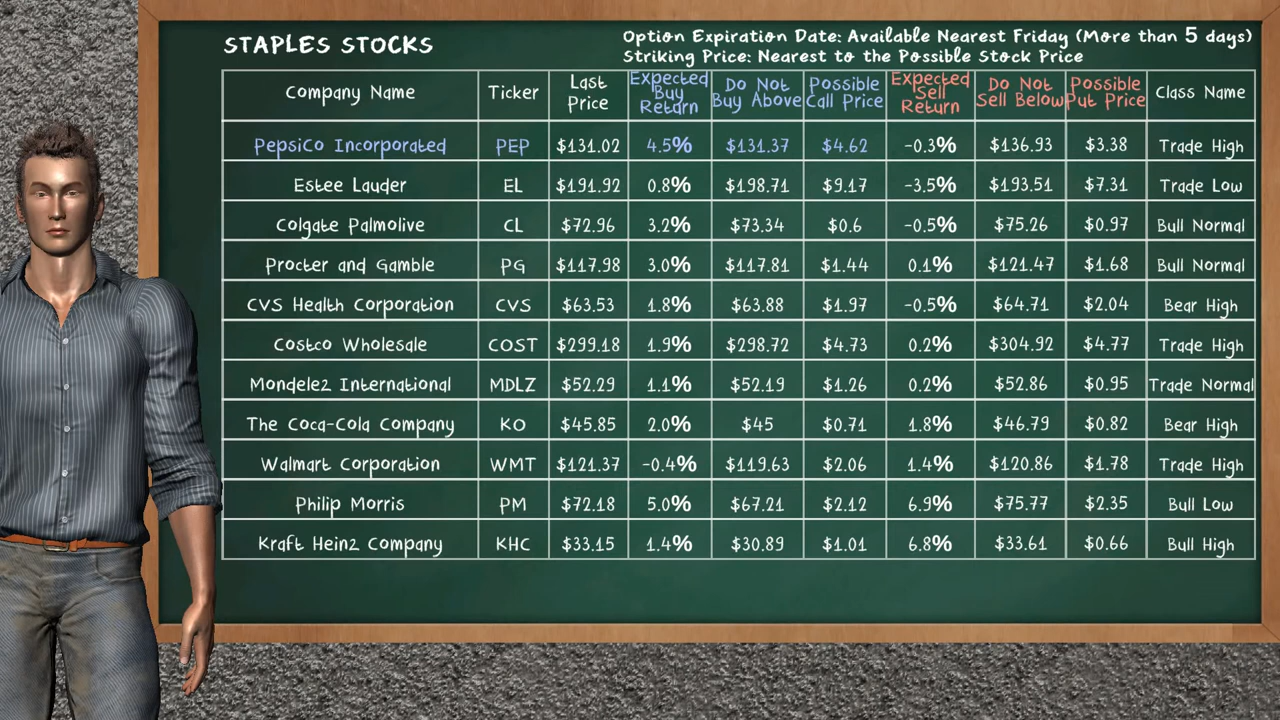 STAPLES STOCKS
Option Expiration Date: Available Nearest Friday (More than 5 days)
Striking Price: Nearest to the Possible Stock Price
Company Name Ticker Last Price Expected Buy Return Do Not Buy Above Possible Call Price Expected Sell Return Do Not Sell Below Possible Put Price Class Name
PepsiCo Incorporated PEP $131.02 4.5% $131.37 $4.62 -0.3% $136.93 $3.38 Trade High
Estee Lauder EL $191.92 0.8% $198.71 $9.17 -3.5% $193.51 $7.31 Trade Low
Colgate Palmolive CL $72.96 3.2% $73.34 $0.6 -0.5% $75.26 $0.97 Bull Normal
Procter and Gamble PG $117.98 3.0% $117.81 $1.44 0.1% $121.47 $1.68 Bull Normal
CVS Health Corporation CVS $63.53 1.8% $63.88 $1.97 -0.5% $64.71 $2.04 Bear High
Costco Wholesale COST $299.18 1.9% $298.72 $4.73 0.2% $304.92 $4.77 Trade High
Mondelez International MDLZ $52.29 1.1% $52.19 $1.26 0.2% $52.86 $0.95 Trade Normal
The Coca-Cola Company KO $45.85 2.0% $45 $0.71 1.8% $46.79 $0.82 Bear High
Walmart Corporation WMT $121.37 -0.4% $119.63 $2.06 1.4% $120.86 $1.78 Trade High
Philip Morris PM $72.18 5.0% $67.21 $2.12 6.9% $75.77 $2.35 Bull Low
Kraft Heinz Company KHC $33.15 1.4% $30.89 $1.01 6.8% $33.61 $0.66 Bull High